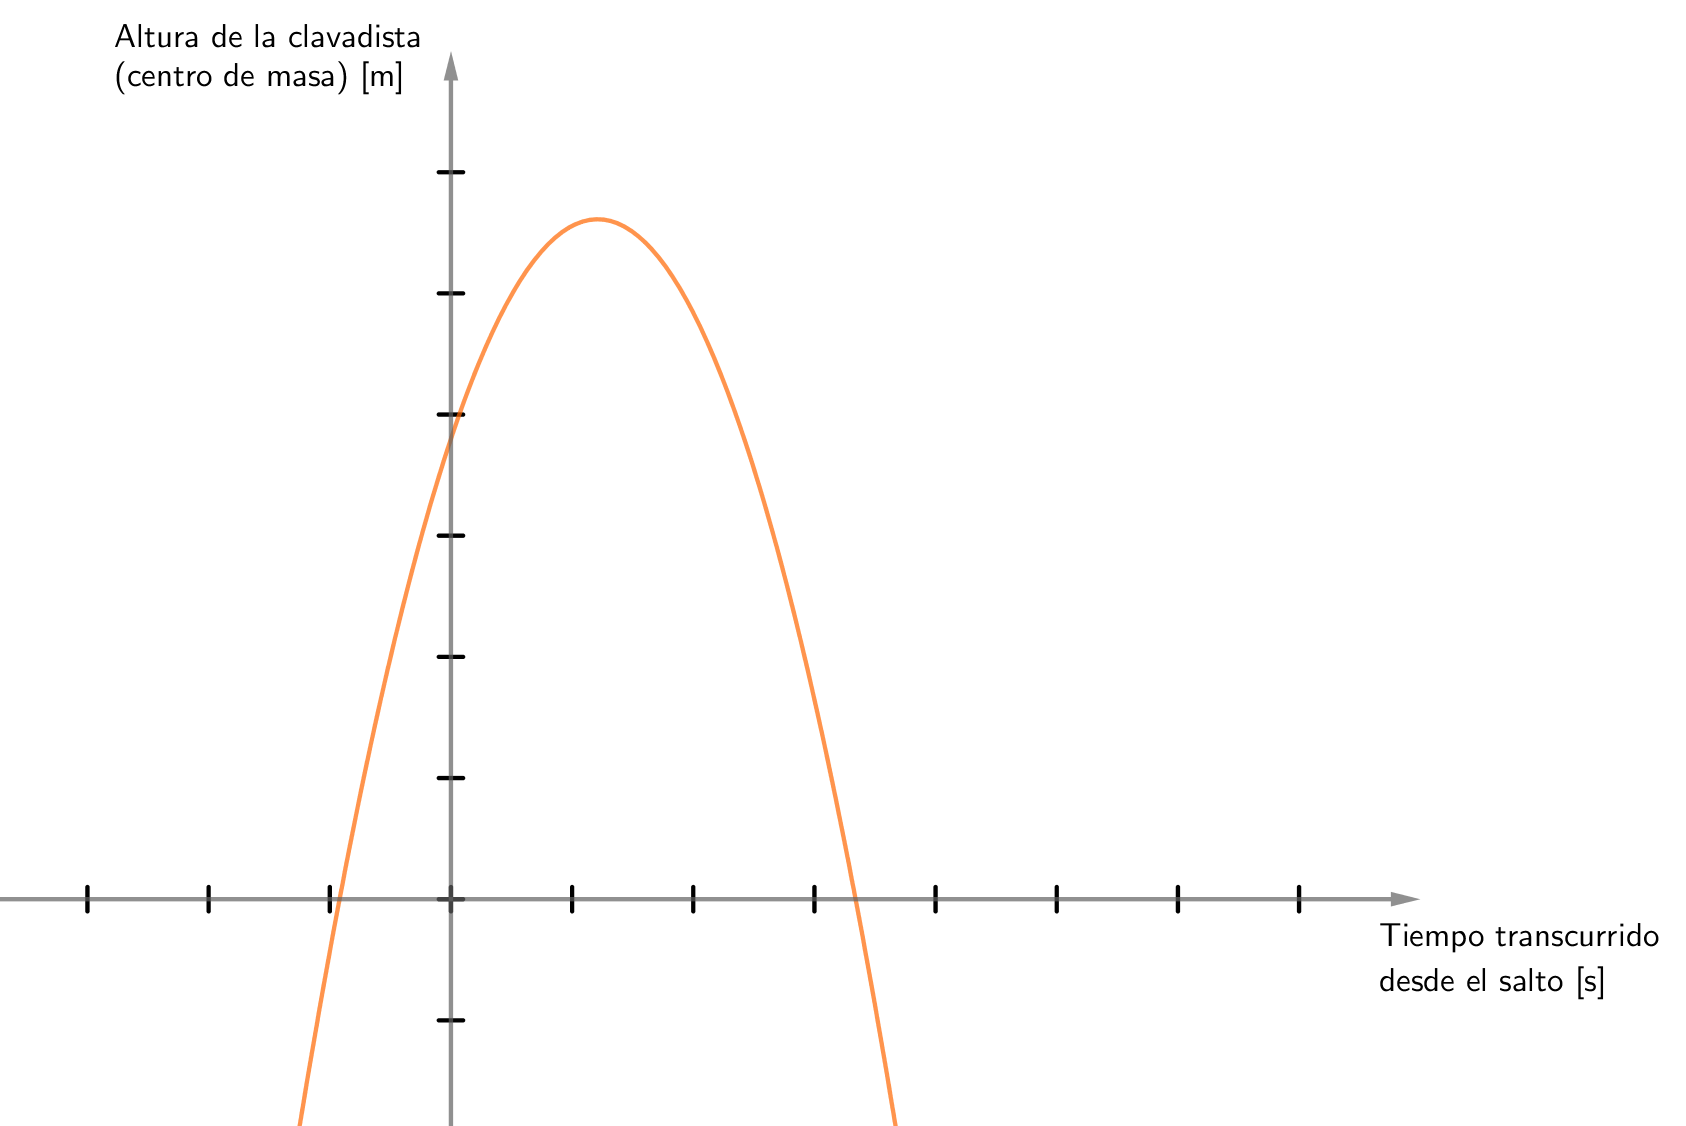 Altura de la clavadista
(centro de masa) [m]
Tiempo transcurrido
desde el salto [s]